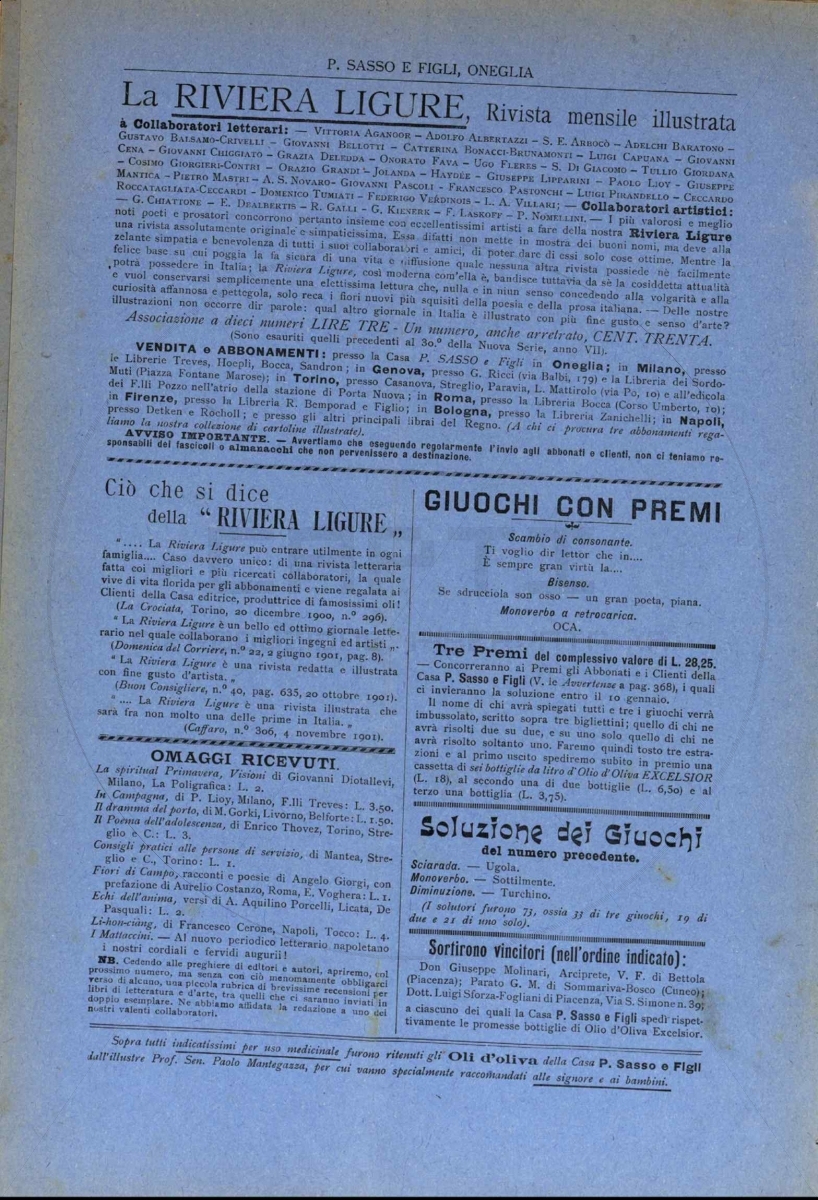 P. SASSO E FIGLI, ONEGLIA
La RIVIERA LIGURE, Rivista mensile illustrata
à Collaboratori letterari: — VITTORIA AGANOOR – ADOLFO ALBERTAZZI – S. E. ARBOCÒ – ADELCHI BARATONO –
GUSTAVO BALSAMO-CRIVELLI – GIOVANNI BELLOTTI – CATTERINA BONACCI-BRUNAMONTI – LUIGI CAPUANA – GIOVANNI
CENA – GIOVANNI CHIGGIATO – GRAZIA DELEDDA – ONORATO FAVA – UGO FLERES – S. DI GIACOMO – TULLIO GIORDANA
– COSIMO GIORGIERI-CONTRI – ORAZIO GRANDI – JOLANDA – HAYDÉE – GIUSEPPE LIPPARINI – PAOLO LIOY – GIUSEPPE
MANTICA – PIETRO MASTRI – A. S. NOVARO – GIOVANNI PASCOLI – FRANCESCO PASTONCHI – LUIGI PIRANDELLO – CECCARDO
ROCCATAGLIATA-CECCARDI – DOMENICO TUMIATI – FEDERIGO VERDINOIS – L. A. VILLARI; – Collaboratori artistici:
– G. CHIATTIONE – E. DEALBERTIS – R. GALLI – G. KIENERK – F. LASKOFF – P. NOMELLINI. — I più valorosi e meglio
noti poeti e prosatori concorrono pertanto insieme con eccellentissimi artisti a fare della nostra Riviera Ligure
una rivista assolutamente originale e simpaticissima. Essa difatti non mette in mostra dei buoni nomi, ma deve alla
zelante simpatia e benevolenza di tutti i suoi collaboratori e amici, di poter dare di essi solo cose ottime. Mentre la
felice base su cui poggia la fa sicura di una vita e diffusione quale nessuna altra rivista possiede nè facilmente
potrà possedere in Italia; la Riviera Ligure, così moderna com'ella è, bandisce tuttavia da sè la cosiddetta attualità
e vuol conservarsi semplicemente una elettissima lettura che, nulla e in niun senso concedendo alla volgarità e alla
curiosità affannosa e pettegola, solo reca i fiori nuovi più squisiti della poesia e della prosa italiana. — Delle nostre
illustrazioni non occorre dir parole: qual altro giornale in Italia è illustrato con più fine gusto e senso d'arte?
Associazione a dieci numeri LIRE TRE - Un numero, anche arretrato, CENT. TRENTA.
(Sono esauriti quelli precedenti al 30.º della Nuova Serie, anno VII).
VENDITA e ABBONAMENTI: presso la Casa P. SASSO e Figli in Oneglia; in Milano, presso
le Librerie Treves, Hoepli, Bocca, Sandron; in Genova, presso G. Ricci (via Balbi, 179) e la Libreria dei Sordo-
Muti (Piazza Fontane Marose); in Torino, presso Casanova, Streglio, Paravia, L. Mattirolo (via Po, 10) e all'edicola
dei F.lli Pozzo nell'atrio della stazione di Porta Nuova; in Roma, presso la Libreria Bocca (Corso Umberto, 10);
in Firenze, presso la Libreria R. Bemporad e Figlio; in Bologna, presso la Libreria Zanichelli; in Napoli,
presso Detken e Rocholl; e presso gli altri principali librai del Regno. (A chi ci procura tre abbonamenti rega-
liamo la nostra collezione di cartoline illustrate).
AVVISO IMPORTANTE. — Avvertiamo che eseguendo regolarmente l'invio agli abbonati e clienti, non ci teniamo re-
sponsabili dei fascicoli o almanacchi che non pervenissero a destinazione.
Ciò che si dice
della “ RIVIERA LIGURE „
“ .... La Riviera Ligure può entrare utilmente in ogni
famiglia.... Caso davvero unico: di una rivista letteraria
fatta coi migliori e più ricercati collaboratori, la quale
vive di vita florida per gli abbonamenti e viene regalata ai
Clienti della Casa editrice, produttrice di famosissimi oli!
(La Crociata, Torino, 20 dicembre 1900, n.º 296).
“ La Riviera Ligure è un bello ed ottimo giornale lette-
rario nel quale collaborano i migliori ingegni ed artisti „.
(Domenica del Corriere, n.º 22, 2 giugno 1901, pag. 8).
“ La Riviera Ligure è una rivista redatta e illustrata
con fine gusto d'artista. „
(Buon Consigliere, n.º 40, pag. 635, 20 ottobre 1901).
“ .... La Riviera Ligure è una rivista illustrata che
sarà fra non molto una delle prime in Italia. „
(Caffaro, n.º 306, 4 novembre 1901).
OMAGGI RICEVUTI.
La spiritual Primavera, Visioni di Giovanni Diotallevi,
Milano, La Poligrafica: L. 2.
In Campagna, di P. Lioy, Milano, F.lli Treves: L. 3.50.
Il dramma del porto, di M. Gorki, Livorno, Belforte: L. 1.50.
Il Poema dell'adolescenza, di Enrico Thovez, Torino, Stre-
glio e C.: L. 3.
Consigli pratici alle persone di servizio, di Mantea, Stre-
glio e C., Torino: L. 1.
Fiori di Campo, racconti e poesie di Angelo Giorgi, con
prefazione di Aurelio Costanzo, Roma, E. Voghera: L. 1.
Echi dell'anima, versi di A. Aquilino Porcelli, Licata, De
Pasquali: L. 2.
Li-hon-ciàng, di Francesco Cerone, Napoli, Tocco: L. 4.
I Mattaccini. — Al nuovo periodico letterario napoletano
i nostri cordiali e fervidi augurii!
NB. Cedendo alle preghiere di editori e autori, apriremo, col
prossimo numero, ma senza con ciò menomamente obbligarci
verso di alcuno, una piccola rubrica di brevissime recensioni per
libri di letteratura e d'arte, tra quelli che ci saranno inviati in
doppio esemplare. Ne abbiamo affidata la redazione a uno dei
nostri valenti collaboratori.
GIUOCHI CON PREMI
Scambio di consonante.
Ti voglio dir lettor che in....
È sempre gran virtù la....
Bisenso.
Se sdrucciola son osso — un gran poeta, piana.
Monoverbo a retrocarica.
OCA.
Tre Premi del complessivo valore di L. 28,25.
— Concorreranno ai Premi gli Abbonati e i Clienti della
Casa P. Sasso e Figli (V. le Avvertenze a pag. 368), i quali
ci invieranno la soluzione entro il 10 gennaio.
Il nome di chi avrà spiegati tutti e tre i giuochi verrà
imbussolato, scritto sopra tre bigliettini; quello di chi ne
avrà risolti due su due, e su uno solo quello di chi ne
avrà risolto soltanto uno. Faremo quindi tosto tre estra-
zioni e al primo uscito spediremo subito in premio una
cassetta di sei bottiglie da litro d'Olio d'Oliva EXCELSIOR
(L. 18), al secondo una di due bottiglie (L. 6,50) e al
terzo una bottiglia (L. 3,75).
Soluzione dei Giuochi
del numero precedente.
Sciarada. — Ugola.
Monoverbo. — Sottilmente.
Diminuzione. — Turchino.
(I solutori furono 73, ossia 33 di tre giuochi, 19 di
due e 21 di uno solo).
Sortirono vincitori (nell'ordine indicato):
Don Giuseppe Molinari, Arciprete, V. F. di Bettola
(Piacenza); Parato G. M. di Sommariva-Bosco (Cuneo);
Dott. Luigi Sforza-Fogliani di Piacenza, Via S. Simone n. 39;
a ciascuno dei quali la Casa P. Sasso e Figli spedì rispet-
tivamente le promesse bottiglie di Olio d'Oliva Excelsior.
Sopra tutti indicatissimi per uso medicinale furono ritenuti gli Oli d'oliva della Casa P. Sasso e Figli
dall'illustre Prof. Sen. Paolo Mantegazza, per cui vanno specialmente raccomandati alle signore e ai bambini.